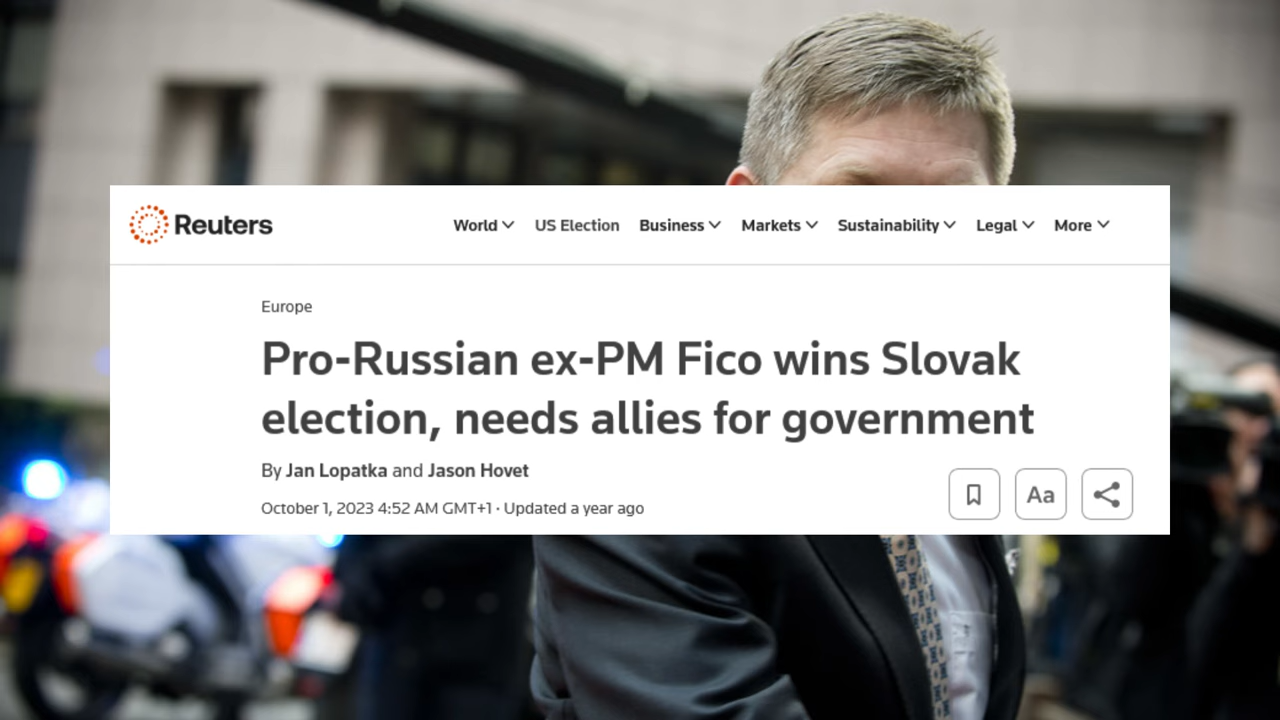 Reuters
World US Election Business Markets Sustainability Legal More
Europe
Pro-Russian ex-PM Fico wins Slovak
election, needs allies for government
By Jan Lopatka and Jason Hovet
October 1, 2023 4:52 AM GMT+1 · Updated a year ago
Aa